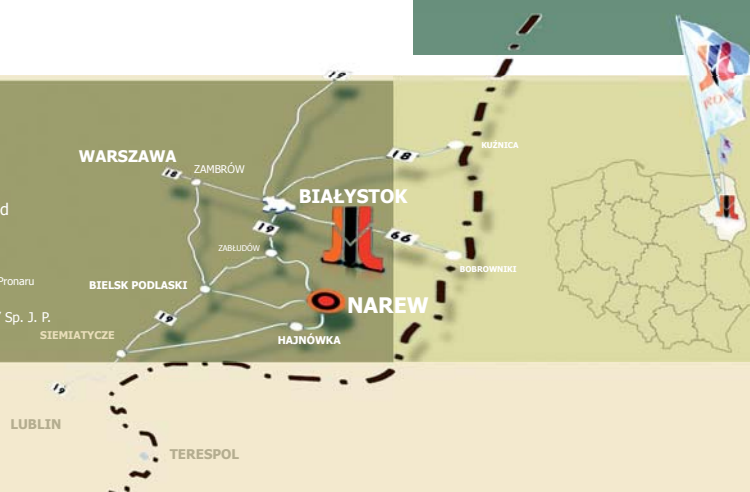 19
KUŹNICA
18
WARSZAWA
18
ZAMBRÓW
BIAŁYSTOK
d
19
66
ZABŁUDÓW
BOBROWNIKI
Pronaru
BIELSK PODLASKI
NAREW
Sp. J. P.
19
SIEMIATYCZE
HAJNÓWKA
19
LUBLIN
TERESPOL